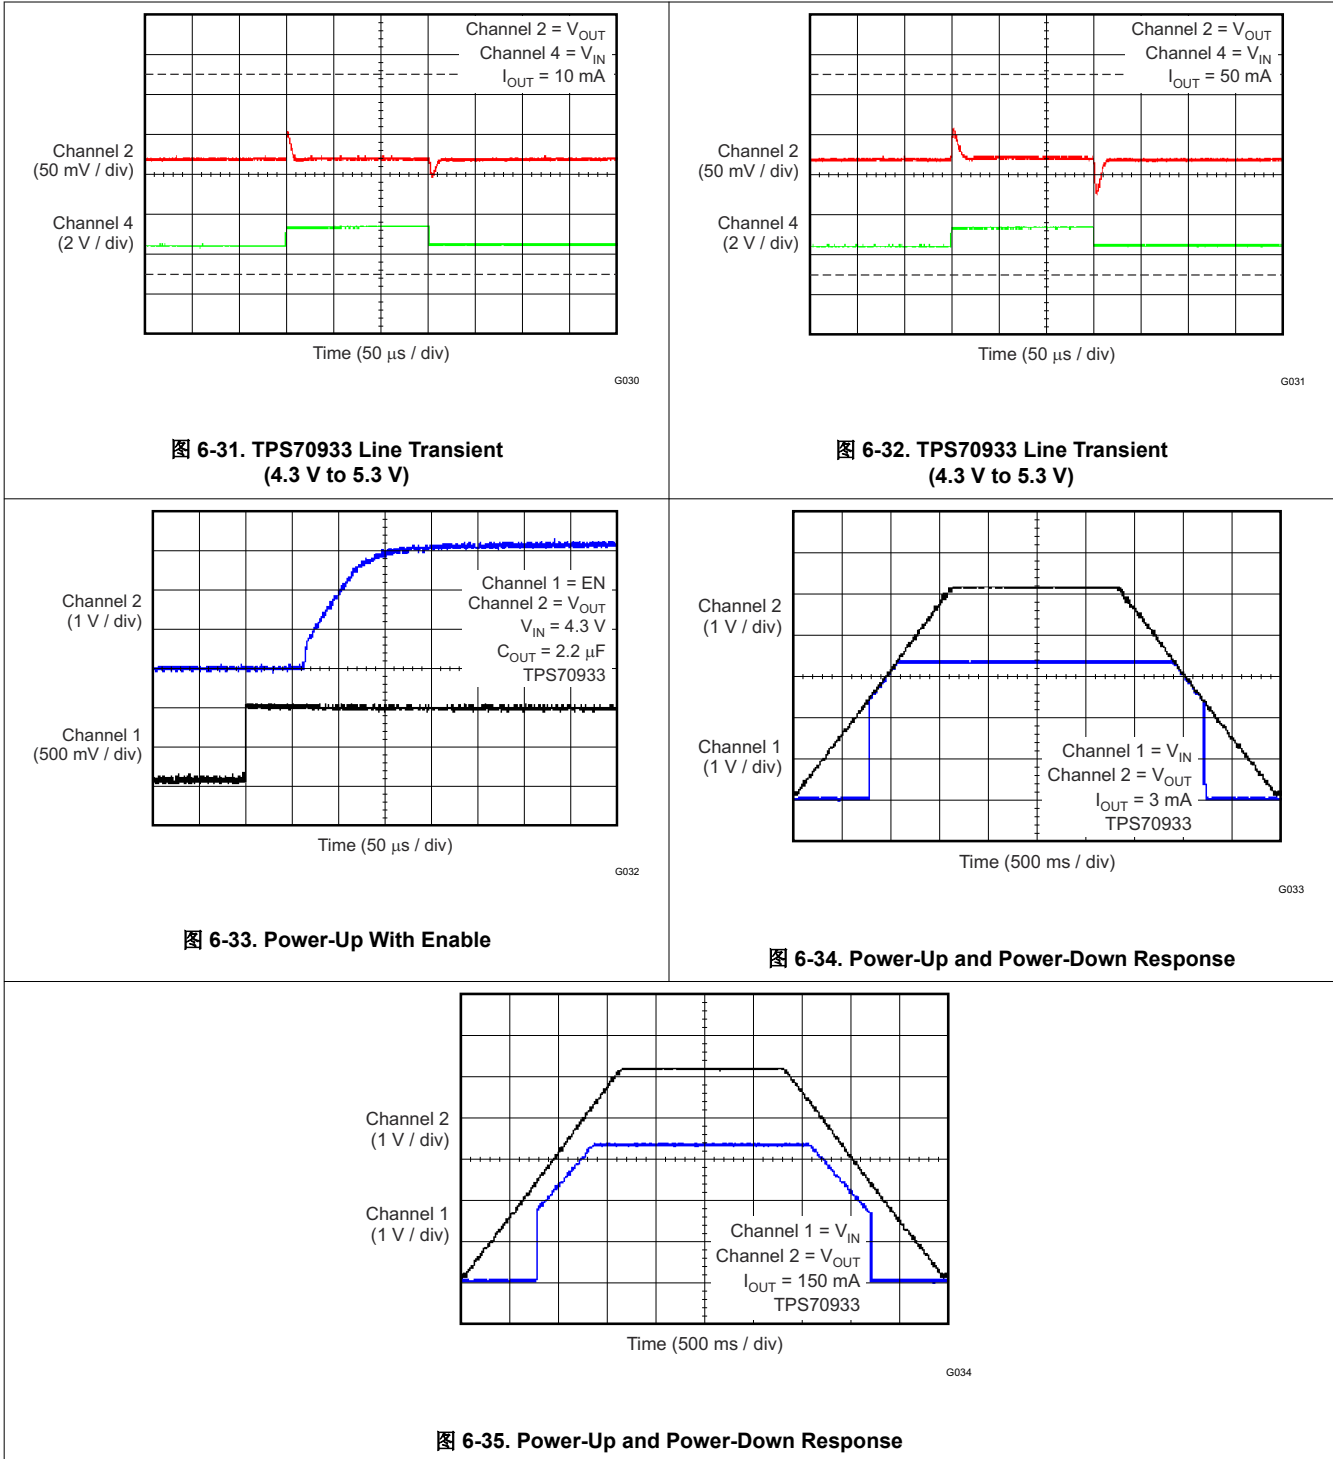 Channel 2 = VOUT
Channel 4 = VIN
IOUT = 10 mA
Channel 2
(50 mV / div)
Channel 4
(2 V / div)
Time (50 µs / div)
G030
图 6-31. TPS70933 Line Transient
(4.3 V to 5.3 V)
Channel 2 = VOUT
Channel 4 = VIN
IOUT = 50 mA
Channel 2
(50 mV / div)
Channel 4
(2 V / div)
Time (50 µs / div)
G031
图 6-32. TPS70933 Line Transient
(4.3 V to 5.3 V)
Channel 1 = EN
Channel 2 = VOUT
VIN = 4.3 V
COUT = 2.2 µF
TPS70933
Channel 2
(1 V / div)
Channel 1
(500 mV / div)
Time (50 µs / div)
G032
图 6-33. Power-Up With Enable
Channel 2
(1 V / div)
Channel 1
(1 V / div)
Channel 1 = VIN
Channel 2 = VOUT
IOUT = 3 mA
TPS70933
Time (500 ms / div)
G033
图 6-34. Power-Up and Power-Down Response
Channel 2
(1 V / div)
Channel 1
(1 V / div)
Channel 1 = VIN
Channel 2 = VOUT
IOUT = 150 mA
TPS70933
Time (500 ms / div)
G034
图 6-35. Power-Up and Power-Down Response